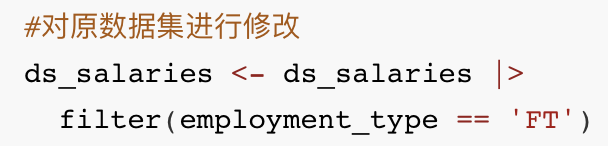 #对原数据集进行修改
ds_salaries <- ds_salaries |>
  filter(employment_type == 'FT')